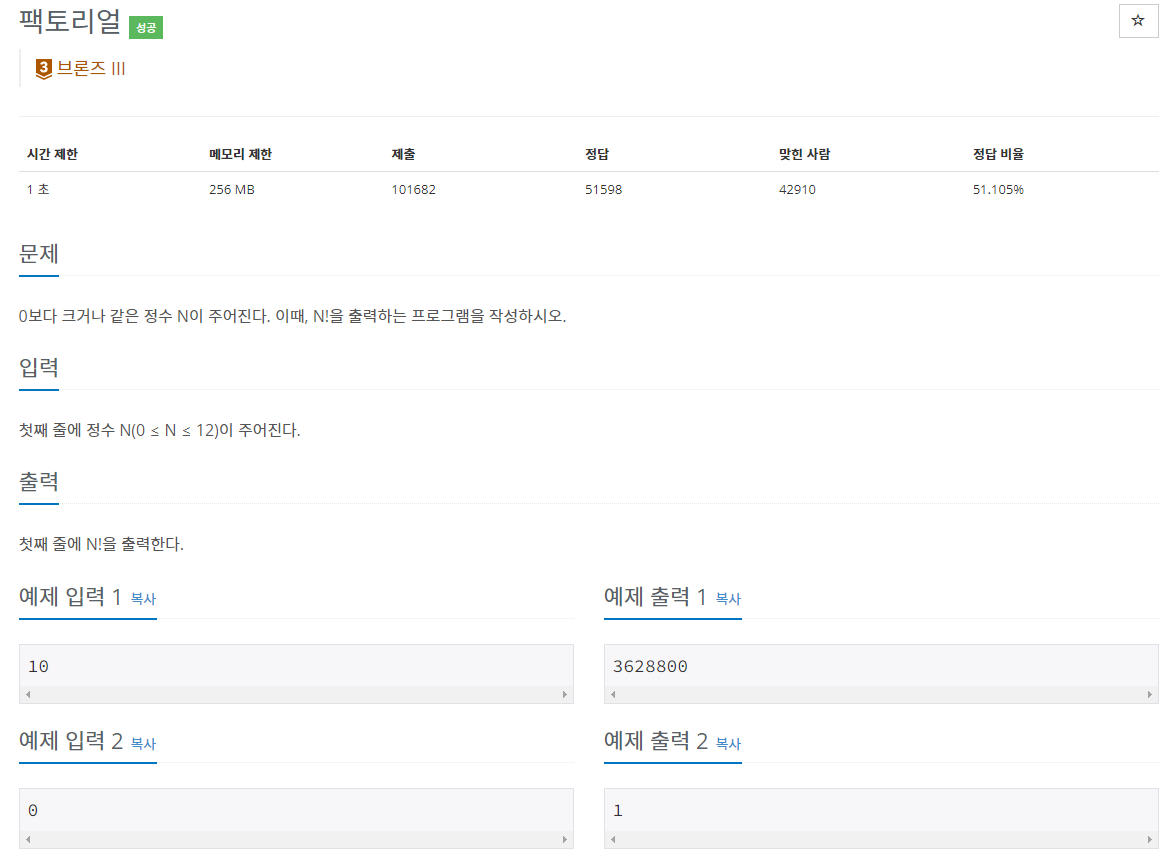 팩토리얼 성공
☆
3 브론즈 III
시간 제한 메모리 제한 제출 정답 맞힌 사람 정답 비율
1 초 256 MB 101682 51598 42910 51.105%
문제
0보다 크거나 같은 정수 N이 주어진다. 이때, N!을 출력하는 프로그램을 작성하시오.
입력
첫째 줄에 정수 N(0 ≤ N ≤ 12)이 주어진다.
출력
첫째 줄에 N!을 출력한다.
예제 입력 1 복사
10
예제 출력 1 복사
3628800
예제 입력 2 복사
0
예제 출력 2 복사
1